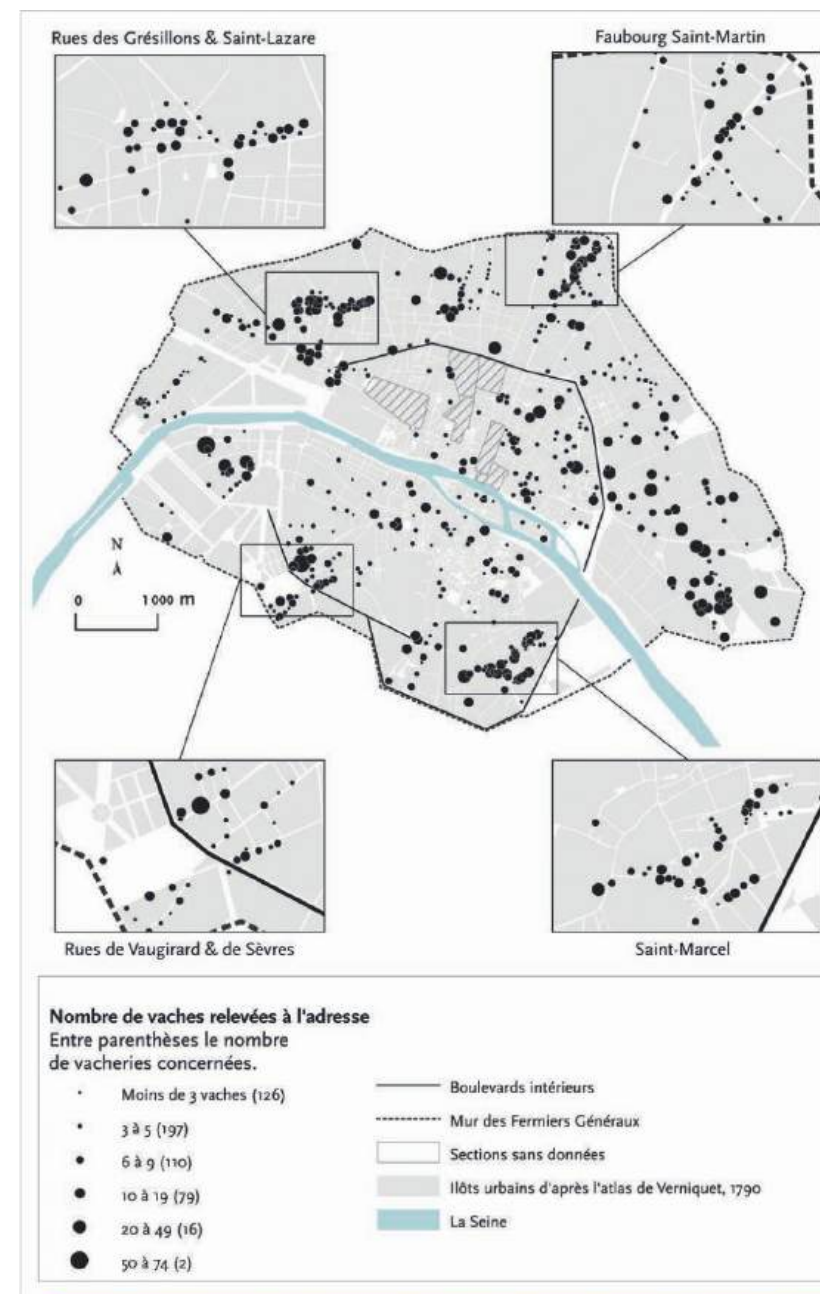 Rues des Grésillons & Saint-Lazare
Faubourg Saint-Martin
N
0 1 000 m
Rues de Vaugirard & de Sèvres
Saint-Marcel
Nombre de vaches relevées à l'adresse
Entre parenthèses le nombre
de vacheries concernées.
Moins de 3 vaches (126)
3 à 5 (197)
6 à 9 (110)
10 à 19 (79)
20 à 49 (16)
50 à 74 (2)
Boulevards intérieurs
Mur des Fermiers Généraux
Sections sans données
Ilôts urbains d'après l'atlas de Verniquet, 1790
La Seine